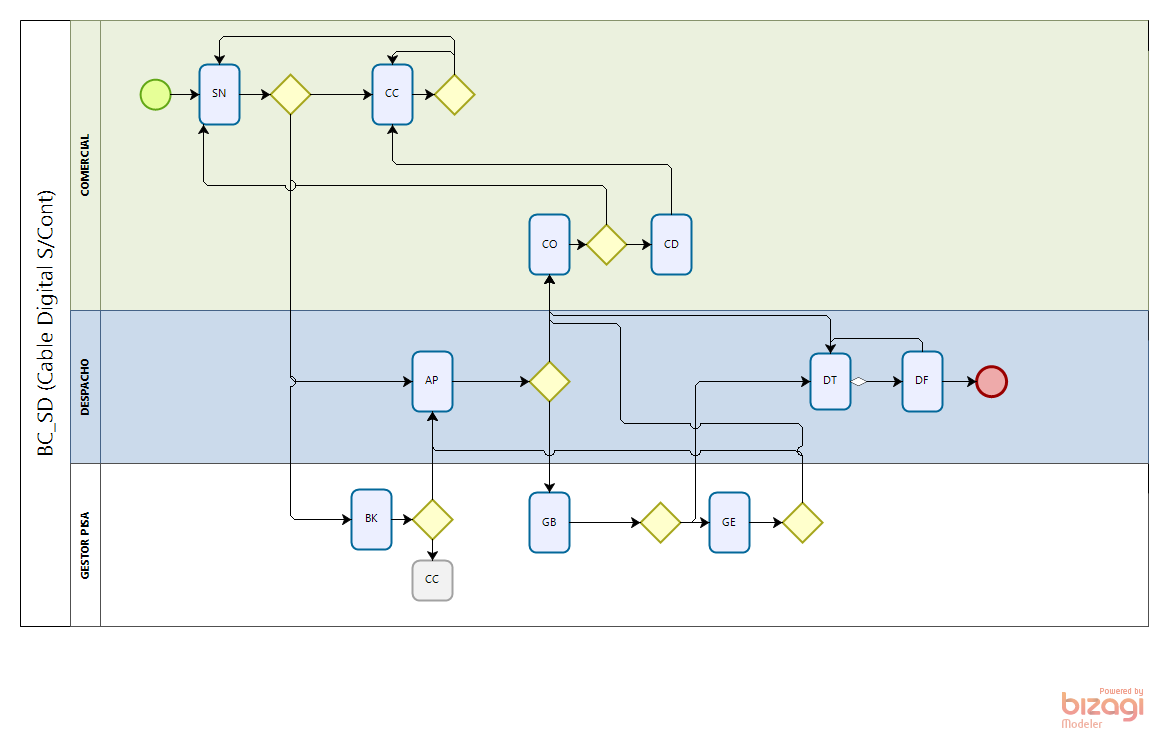 BC_SD (Cable Digital S/Cont)
COMERCIAL
SN
CC
CO
CD
DESPACHO
AP
DT
DF
GESTOR PISA
BK
GB
GE
CC
Powered by
bizagi
Modeler